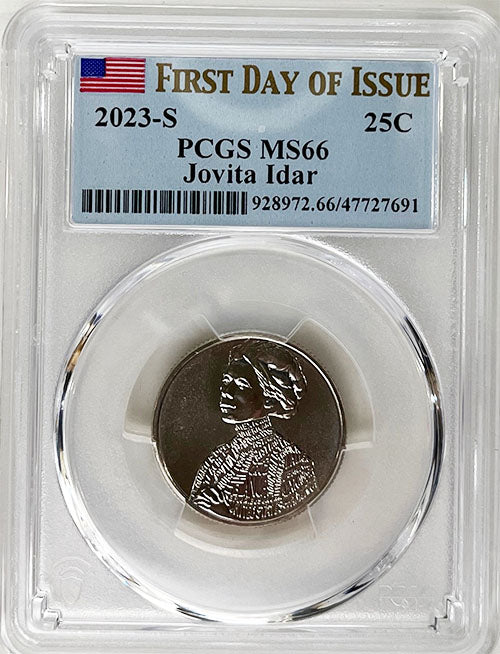 FIRST DAY OF ISSUE
2023-S 25C
PCGS MS66
Jovita Idar
928972.66/47727691